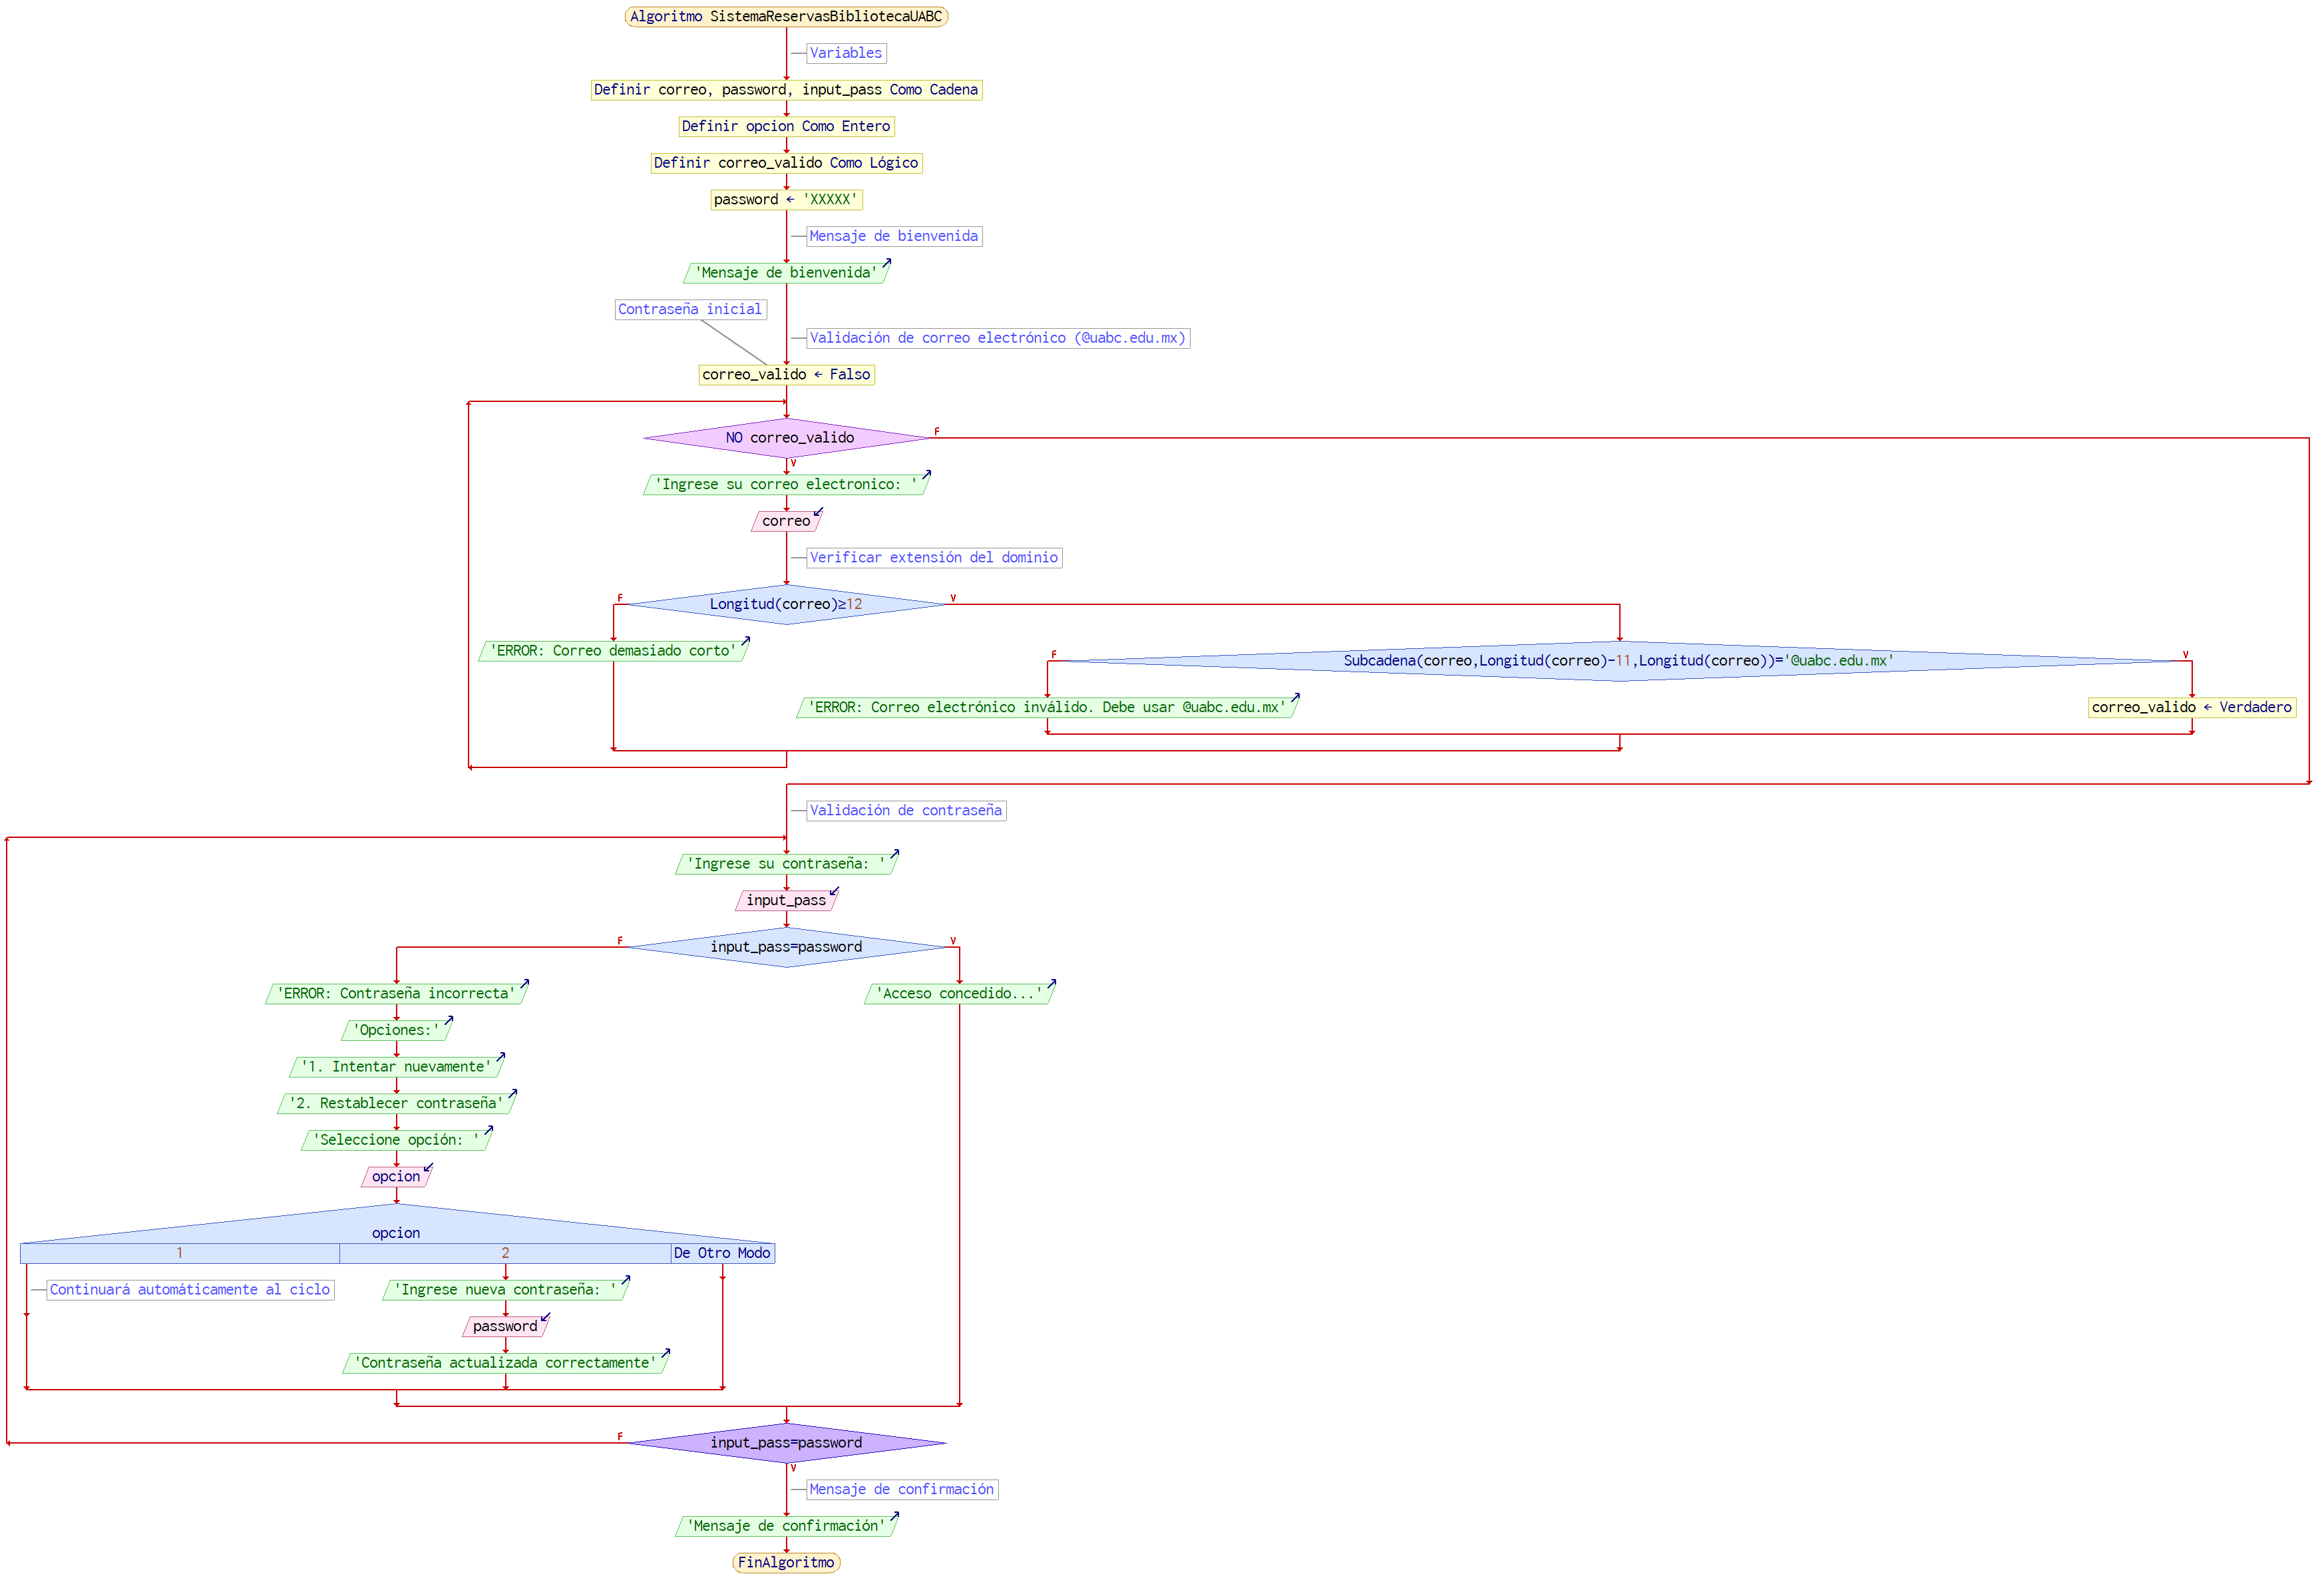 Algoritmo SistemaReservasBibliotecaUABC
Variables
Definir correo, password, input_pass Como Cadena
Definir opcion Como Entero
Definir correo_valido Como Lógico
password ← 'XXXXX'
Mensaje de bienvenida
'Mensaje de bienvenida'
Contraseña inicial
Validación de correo electrónico (@uabc.edu.mx)
correo_valido ← Falso
NO correo_valido
F
V
'Ingrese su correo electronico: '
correo
Verificar extensión del dominio
F
Longitud(correo)≥12
V
'ERROR: Correo demasiado corto'
F
Subcadena(correo,Longitud(correo)-11,Longitud(correo))='@uabc.edu.mx'
V
'ERROR: Correo electrónico inválido. Debe usar @uabc.edu.mx'
correo_valido ← Verdadero
Validación de contraseña
'Ingrese su contraseña: '
input_pass
F
input_pass=password
V
'ERROR: Contraseña incorrecta'
'Acceso concedido...'
'Opciones:'
'1. Intentar nuevamente'
'2. Restablecer contraseña'
'Seleccione opción: '
opcion
opcion
1
2
De Otro Modo
Continuará automáticamente al ciclo
'Ingrese nueva contraseña: '
password
'Contraseña actualizada correctamente'
F
input_pass=password
V
Mensaje de confirmación
'Mensaje de confirmación'
FinAlgoritmo